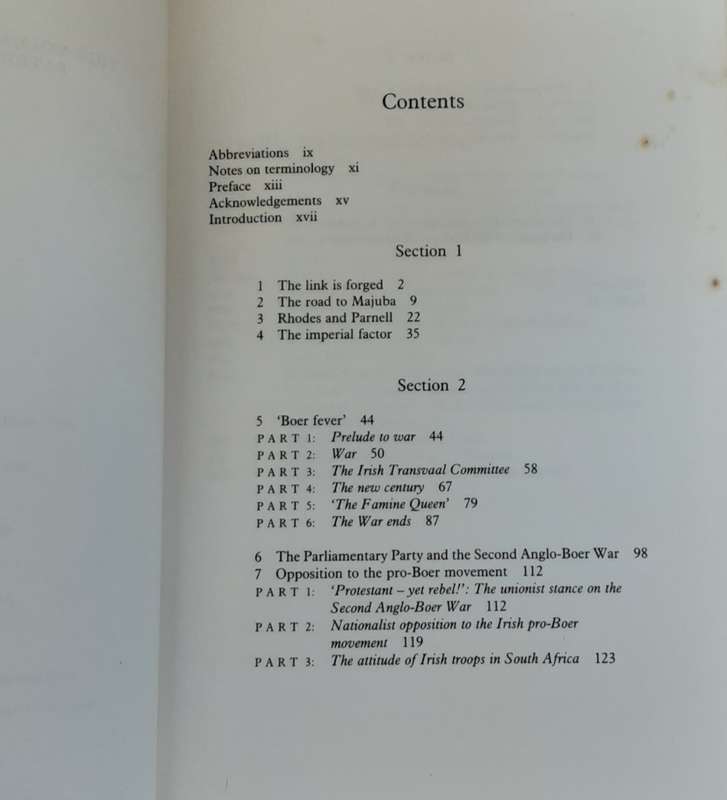 Contents
Abbreviations ix
Notes on terminology xi
Preface xiii
Acknowledgements xv
Introduction xvii
Section 1
1 The link is forged 2
2 The road to Majuba 9
3 Rhodes and Parnell 22
4 The imperial factor 35
Section 2
5 ‘Boer fever’ 44
PART 1: Prelude to war 44
PART 2: War 50
PART 3: The Irish Transvaal Committee 58
PART 4: The new century 67
PART 5: ‘The Famine Queen’ 79
PART 6: The War ends 87
6 The Parliamentary Party and the Second Anglo-Boer War 98
7 Opposition to the pro-Boer movement 112
PART 1: ‘Protestant – yet rebel!’: The unionist stance on the
Second Anglo-Boer War 112
PART 2: Nationalist opposition to the Irish pro-Boer
movement 119
PART 3: The attitude of Irish troops in South Africa 123